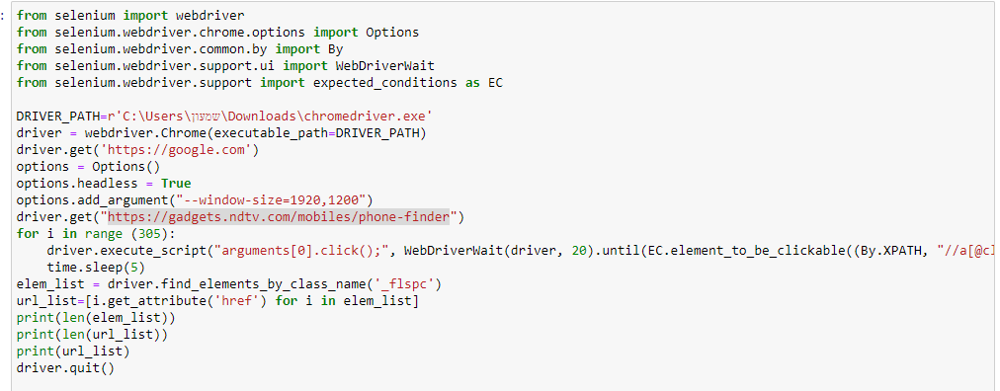 :
from selenium import webdriver
from selenium.webdriver.chrome.options import Options
from selenium.webdriver.common.by import By
from selenium.webdriver.support.ui import WebDriverWait
from selenium.webdriver.support import expected_conditions as EC
DRIVER_PATH=r'C:\Users\שמעון\Downloads\chromedriver.exe'
driver = webdriver.Chrome(executable_path=DRIVER_PATH)
driver.get('https://google.com')
options = Options()
options.headless = True
options.add_argument("--window-size=1920,1200")
driver.get("https://gadgets.ndtv.com/mobiles/phone-finder")
for i in range (305):
    driver.execute_script("arguments[0].click();", WebDriverWait(driver, 20).until(EC.element_to_be_clickable((By.XPATH, "//a[@cl
    time.sleep(5)
elem_list = driver.find_elements_by_class_name('_flspc')
url_list=[i.get_attribute('href') for i in elem_list]
print(len(elem_list))
print(len(url_list))
print(url_list)
driver.quit()